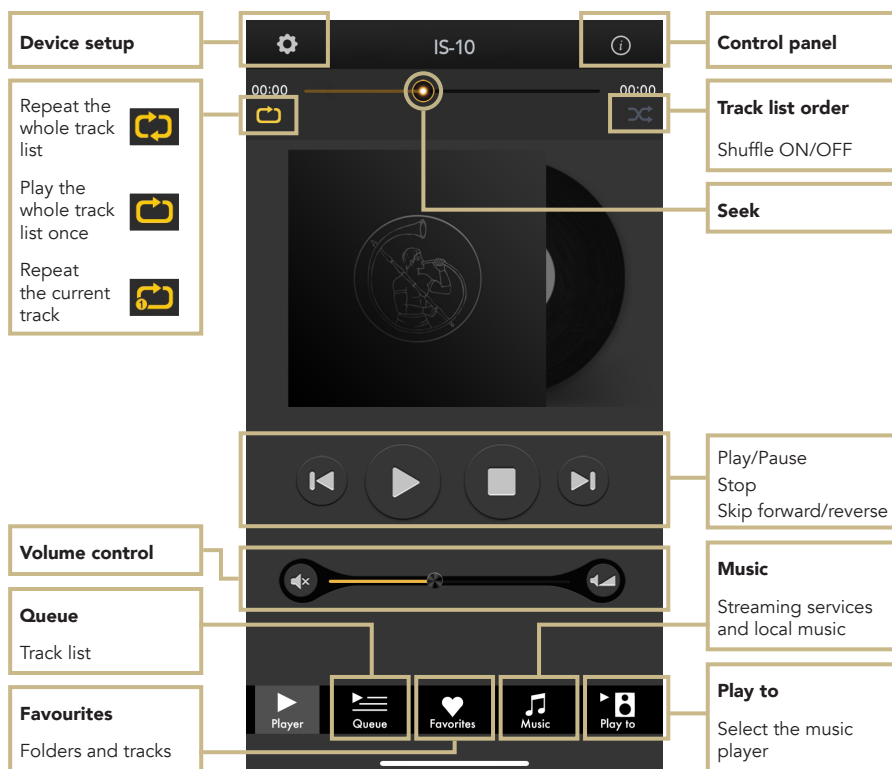 Device setup
IS-10
i
Control panel
00:00
00:00
Repeat the
whole track
list
Play the
whole track
list once
Repeat
the current
track
1
Track list order
Shuffle ON/OFF
Seek
Play/Pause
Stop
Skip forward/reverse
Volume control
Music
Streaming services
and local music
Queue
Track list
Play to
Select the music
player
Favourites
Folders and tracks
Player
Queue
Favorites
Music
Play to